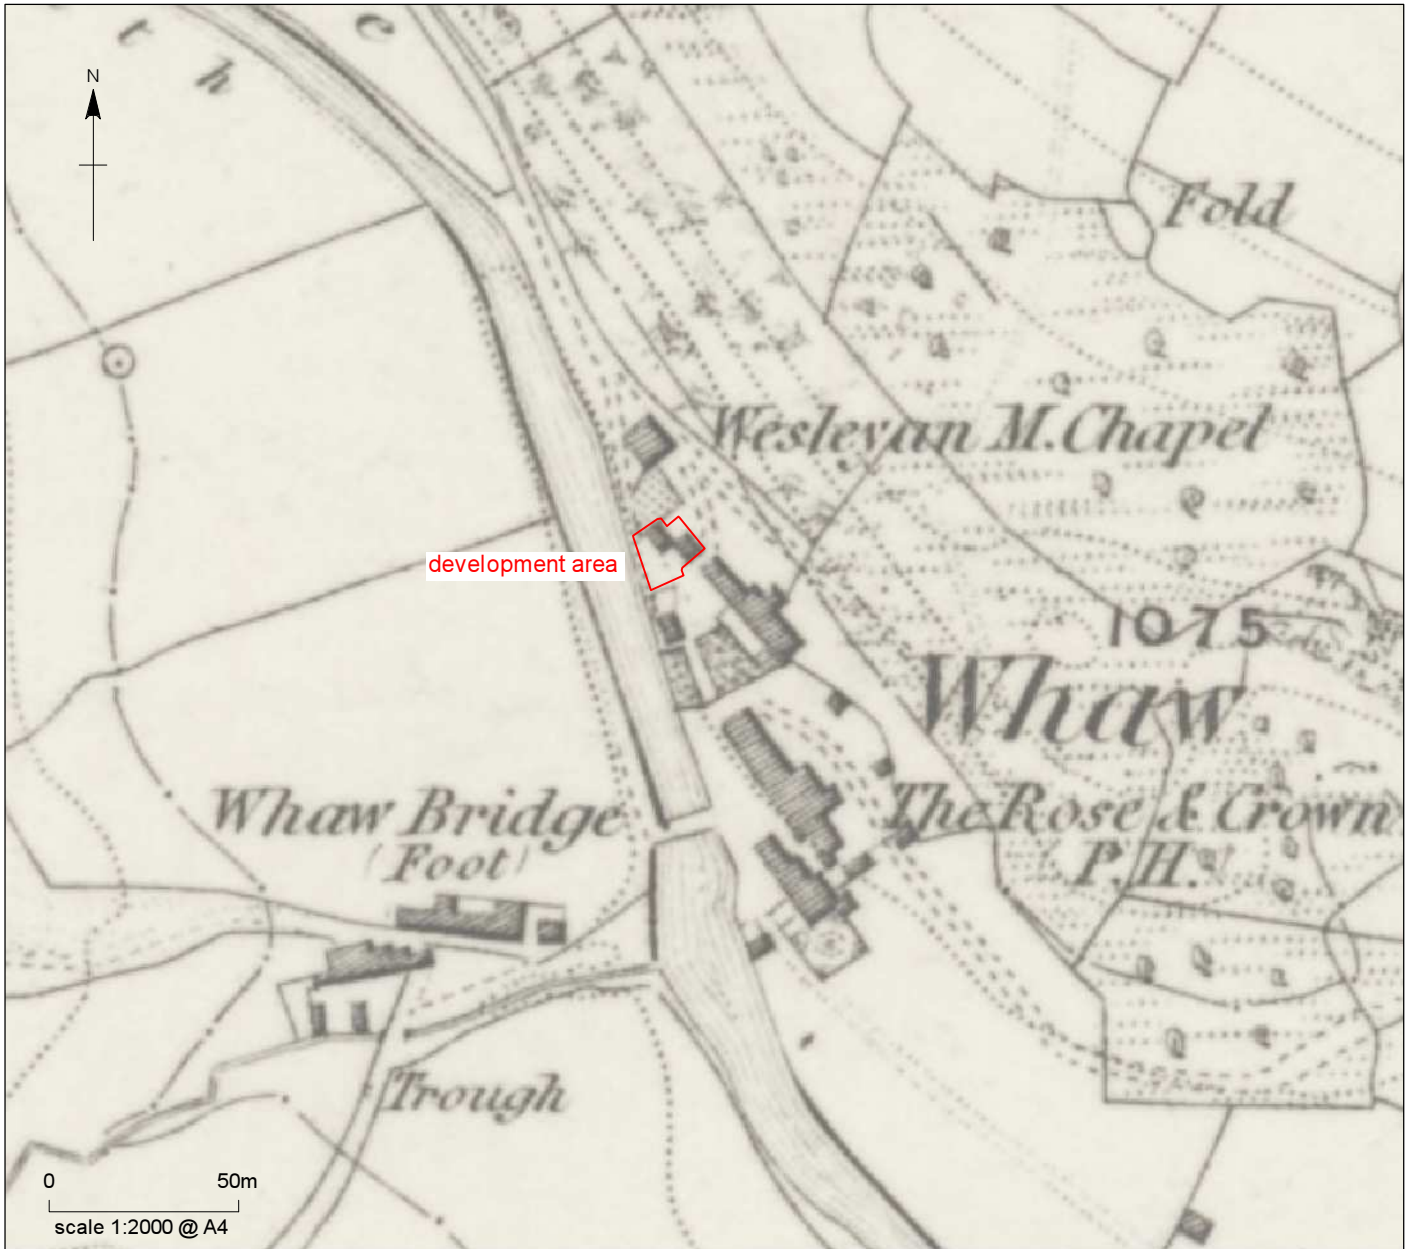 t h e
N
Fold
Wesleyan M. Chapel
development area
1075
Whaw
Whaw Bridge
(Foot)
The Rose & Crown
P.H.
Trough
0 50m
scale 1:2000 @ A4